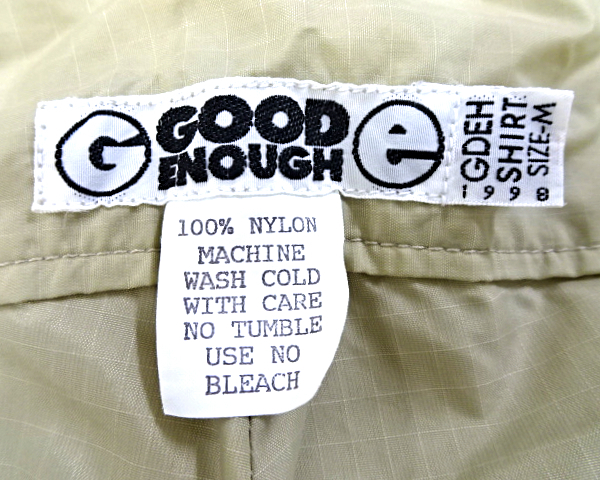 G GOOD ENOUGH e
GDEH
SHIRT
SIZE-M
1998
100% NYLON
MACHINE
WASH COLD
WITH CARE
NO TUMBLE
USE NO
BLEACH